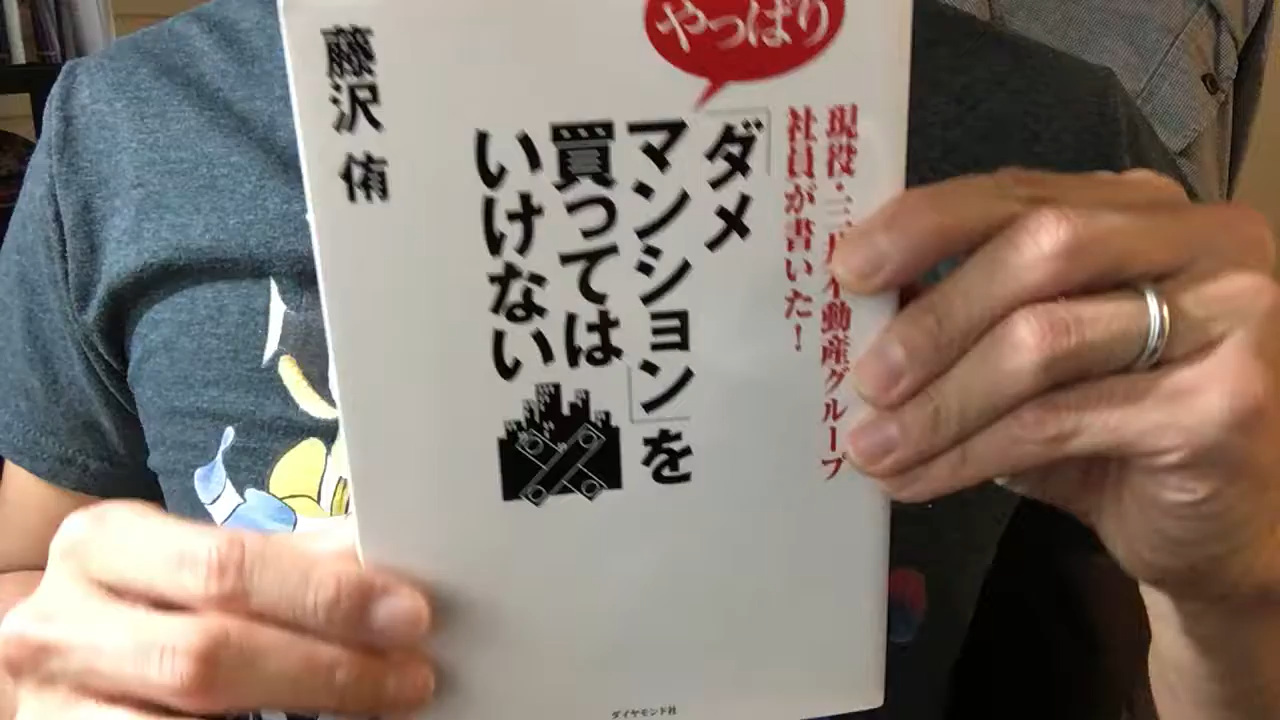 やっぱり
現役・三井不動産グループ
社員が書いた!
「ダメ
マンション」を
買っては
いけない
藤沢 侑
ダイヤモンド社